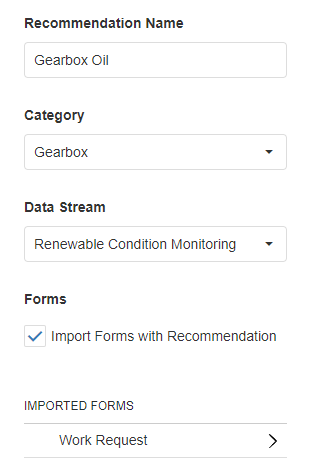 Recommendation Name
Gearbox Oil
Category
Gearbox
Data Stream
Renewable Condition Monitoring
Forms
Import Forms with Recommendation
IMPORTED FORMS
Work Request